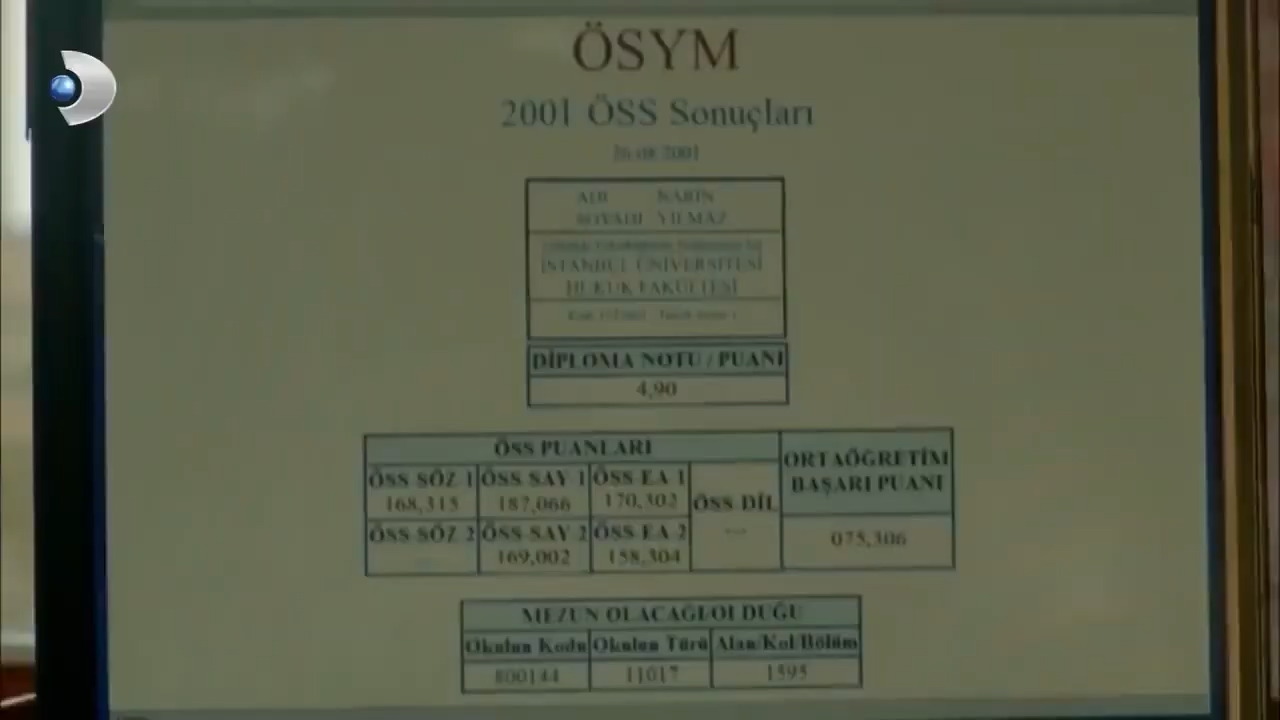 ÖSYM
2001 ÖSS Sonuçları
2001
ADI NARİN
SOYADI YILMAZ
İSTANBUL ÜNİVERSİTESİ
HUKUK FAKÜLTESİ
DİPLOMA NOTU / PUANI
4,90
ÖSS PUANLARI
ORTAÖĞRETİM BAŞARI PUANI
ÖSS SÖZ 1 ÖSS SAY 1 ÖSS EA 1
168,315 187,066 170,302
ÖSS DİL
---
ÖSS SÖZ 2 ÖSS SAY 2 ÖSS EA 2
169,002 158,304
075,306
MEZUN OLACAĞI/OLDUĞU
Okulun Kodu Okulun Türü Alan/Kol/Bölüm
800144 11017 1595